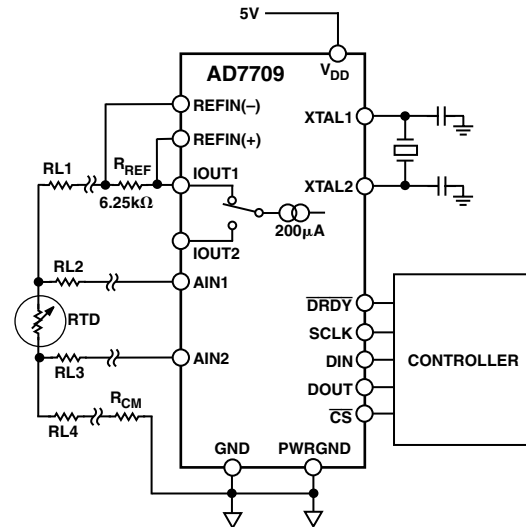 5V
AD7709
VDD
REFIN(–)
XTAL1
REFIN(+)
RL1
RREF
IOUT1
6.25kΩ
XTAL2
200µA
IOUT2
RL2
AIN1
DRDY
RTD
SCLK
DIN
CONTROLLER
RL3
AIN2
DOUT
CS
RCM
RL4
GND
PWRGND